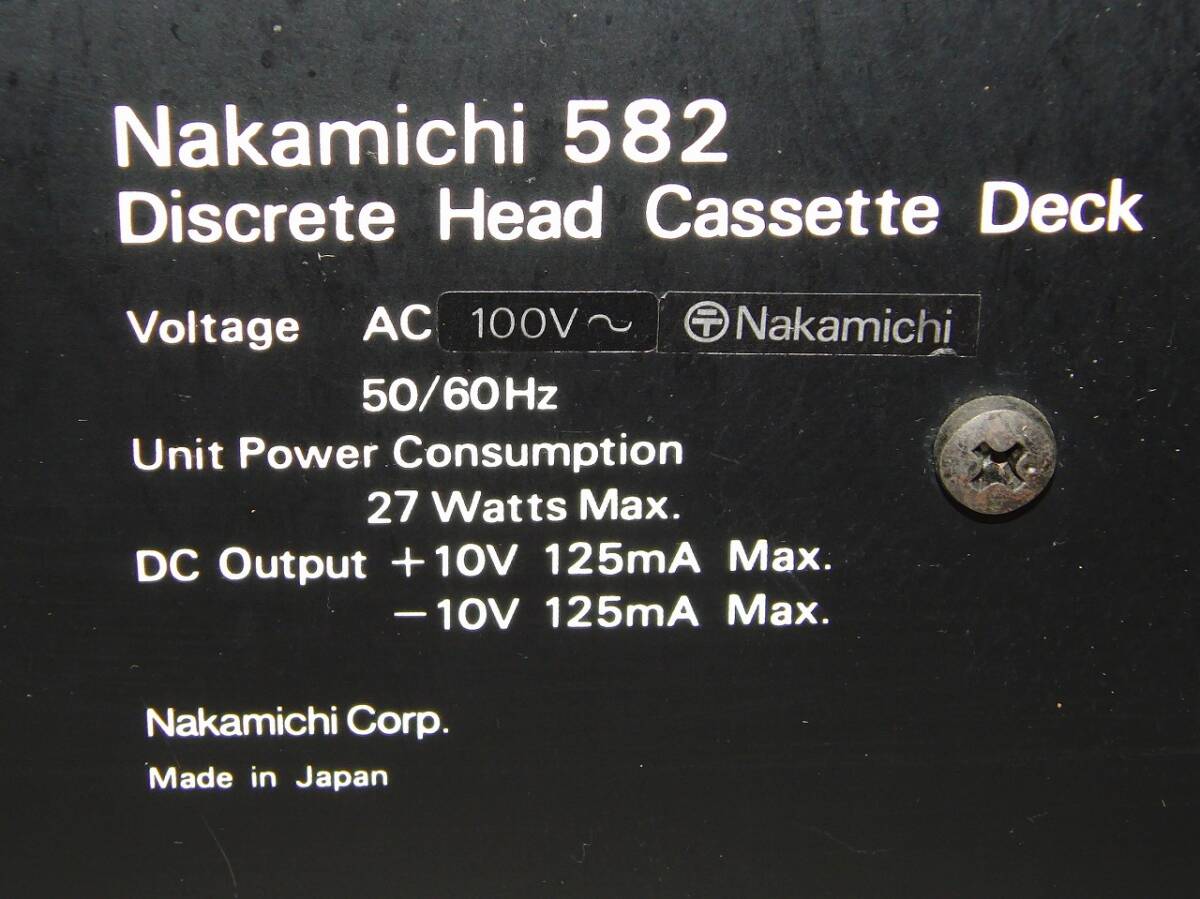 Nakamichi 582
Discrete Head Cassette Deck
Voltage AC 100V～ 〒Nakamichi
50/60Hz
Unit Power Consumption
27 Watts Max.
DC Output +10V 125mA Max.
−10V 125mA Max.
Nakamichi Corp.
Made in Japan